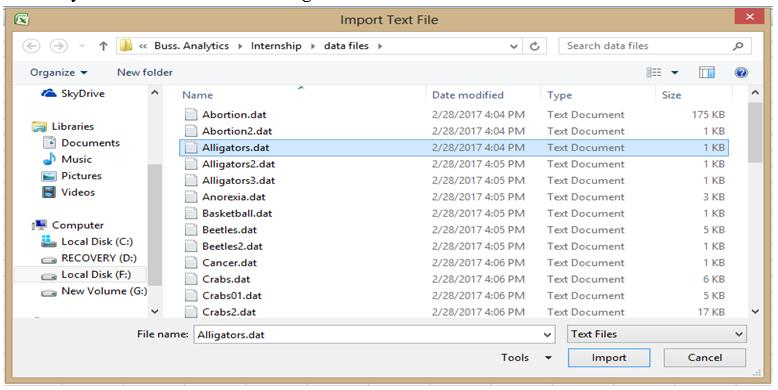 Import Text File
« Buss. Analytics Internship data files
Search data files
Organize New folder
Name Date modified Type Size
SkyDrive
Libraries
Documents
Music
Pictures
Videos
Computer
Local Disk (C:)
RECOVERY (D:)
Local Disk (F:)
New Volume (G:)
Abortion.dat 2/28/2017 4:04 PM Text Document 175 KB
Abortion2.dat 2/28/2017 4:04 PM Text Document 1 KB
Alligators.dat 2/28/2017 4:04 PM Text Document 1 KB
Alligators2.dat 2/28/2017 4:05 PM Text Document 1 KB
Alligators3.dat 2/28/2017 4:05 PM Text Document 1 KB
Anorexia.dat 2/28/2017 4:05 PM Text Document 3 KB
Basketball.dat 2/28/2017 4:05 PM Text Document 1 KB
Beetles.dat 2/28/2017 4:05 PM Text Document 5 KB
Beetles2.dat 2/28/2017 4:05 PM Text Document 1 KB
Cancer.dat 2/28/2017 4:06 PM Text Document 1 KB
Crabs.dat 2/28/2017 4:06 PM Text Document 6 KB
Crabs01.dat 2/28/2017 4:06 PM Text Document 5 KB
Crabs2.dat 2/28/2017 4:06 PM Text Document 17 KB
File name: Alligators.dat Text Files
Tools Import Cancel